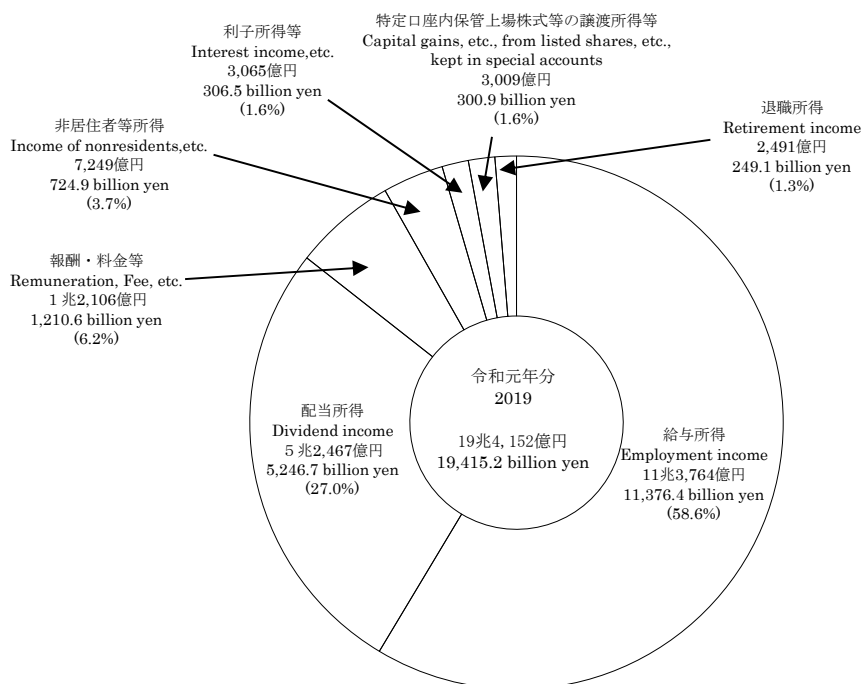 特定口座内保管上場株式等の譲渡所得等
Capital gains, etc., from listed shares, etc.,
kept in special accounts
3,009億円
300.9 billion yen
(1.6%)
利子所得等
Interest income,etc.
3,065億円
306.5 billion yen
(1.6%)
退職所得
Retirement income
2,491億円
249.1 billion yen
(1.3%)
非居住者等所得
Income of nonresidents,etc.
7,249億円
724.9 billion yen
(3.7%)
報酬・料金等
Remuneration, Fee, etc.
1 兆2,106億円
1,210.6 billion yen
(6.2%)
配当所得
Dividend income
5 兆2,467億円
5,246.7 billion yen
(27.0%)
令和元年分
2019
19兆4, 152億円
19,415.2 billion yen
給与所得
Employment income
11兆3,764億円
11,376.4 billion yen
(58.6%)